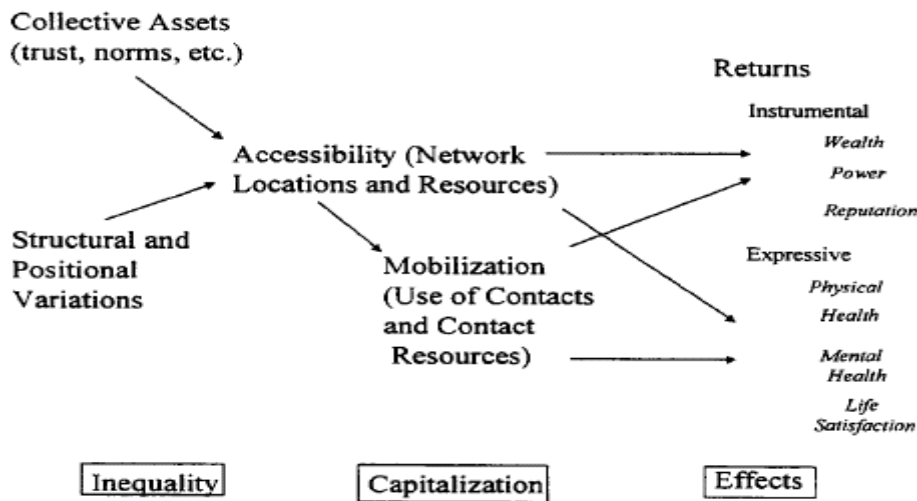 Collective Assets
(trust, norms, etc.)
Returns
Instrumental
Wealth
Power
Reputation
Accessibility (Network
Locations and Resources)
Structural and
Positional
Variations
Mobilization
(Use of Contacts
and Contact
Resources)
Expressive
Physical
Health
Mental
Health
Life
Satisfaction
Inequality
Capitalization
Effects